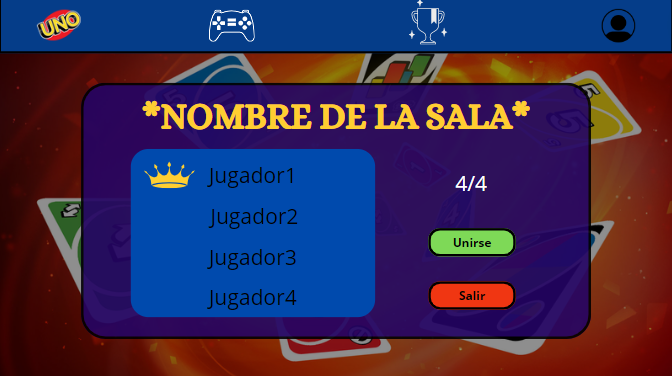 UNO
*NOMBRE DE LA SALA*
Jugador1
Jugador2
Jugador3
Jugador4
4/4
Unirse
Salir